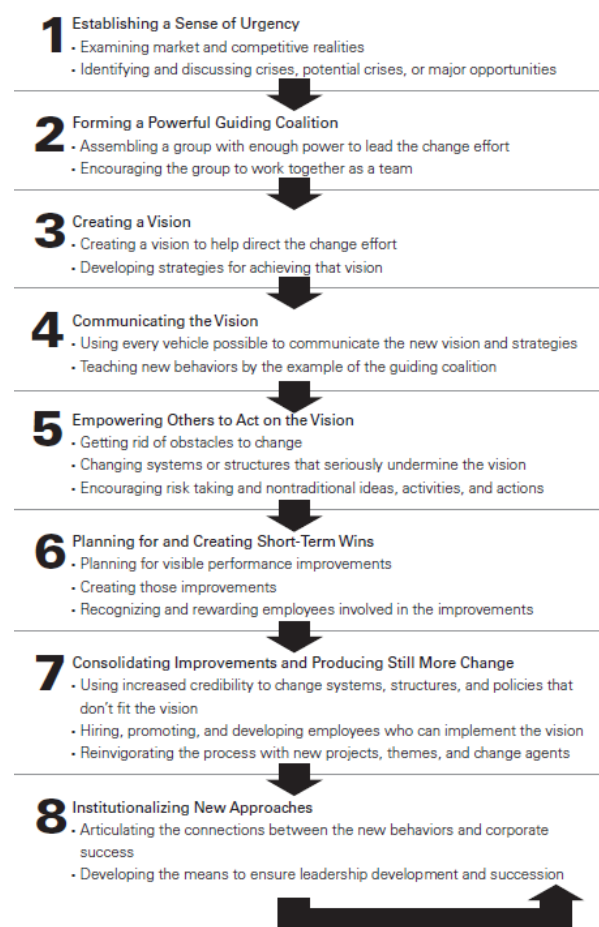 1 Establishing a Sense of Urgency
· Examining market and competitive realities
· Identifying and discussing crises, potential crises, or major opportunities
2 Forming a Powerful Guiding Coalition
· Assembling a group with enough power to lead the change effort
· Encouraging the group to work together as a team
3 Creating a Vision
· Creating a vision to help direct the change effort
· Developing strategies for achieving that vision
4 Communicating the Vision
· Using every vehicle possible to communicate the new vision and strategies
· Teaching new behaviors by the example of the guiding coalition
5 Empowering Others to Act on the Vision
· Getting rid of obstacles to change
· Changing systems or structures that seriously undermine the vision
· Encouraging risk taking and nontraditional ideas, activities, and actions
6 Planning for and Creating Short-Term Wins
· Planning for visible performance improvements
· Creating those improvements
· Recognizing and rewarding employees involved in the improvements
7 Consolidating Improvements and Producing Still More Change
· Using increased credibility to change systems, structures, and policies that
don't fit the vision
· Hiring, promoting, and developing employees who can implement the vision
· Reinvigorating the process with new projects, themes, and change agents
8 Institutionalizing New Approaches
· Articulating the connections between the new behaviors and corporate
success
· Developing the means to ensure leadership development and succession